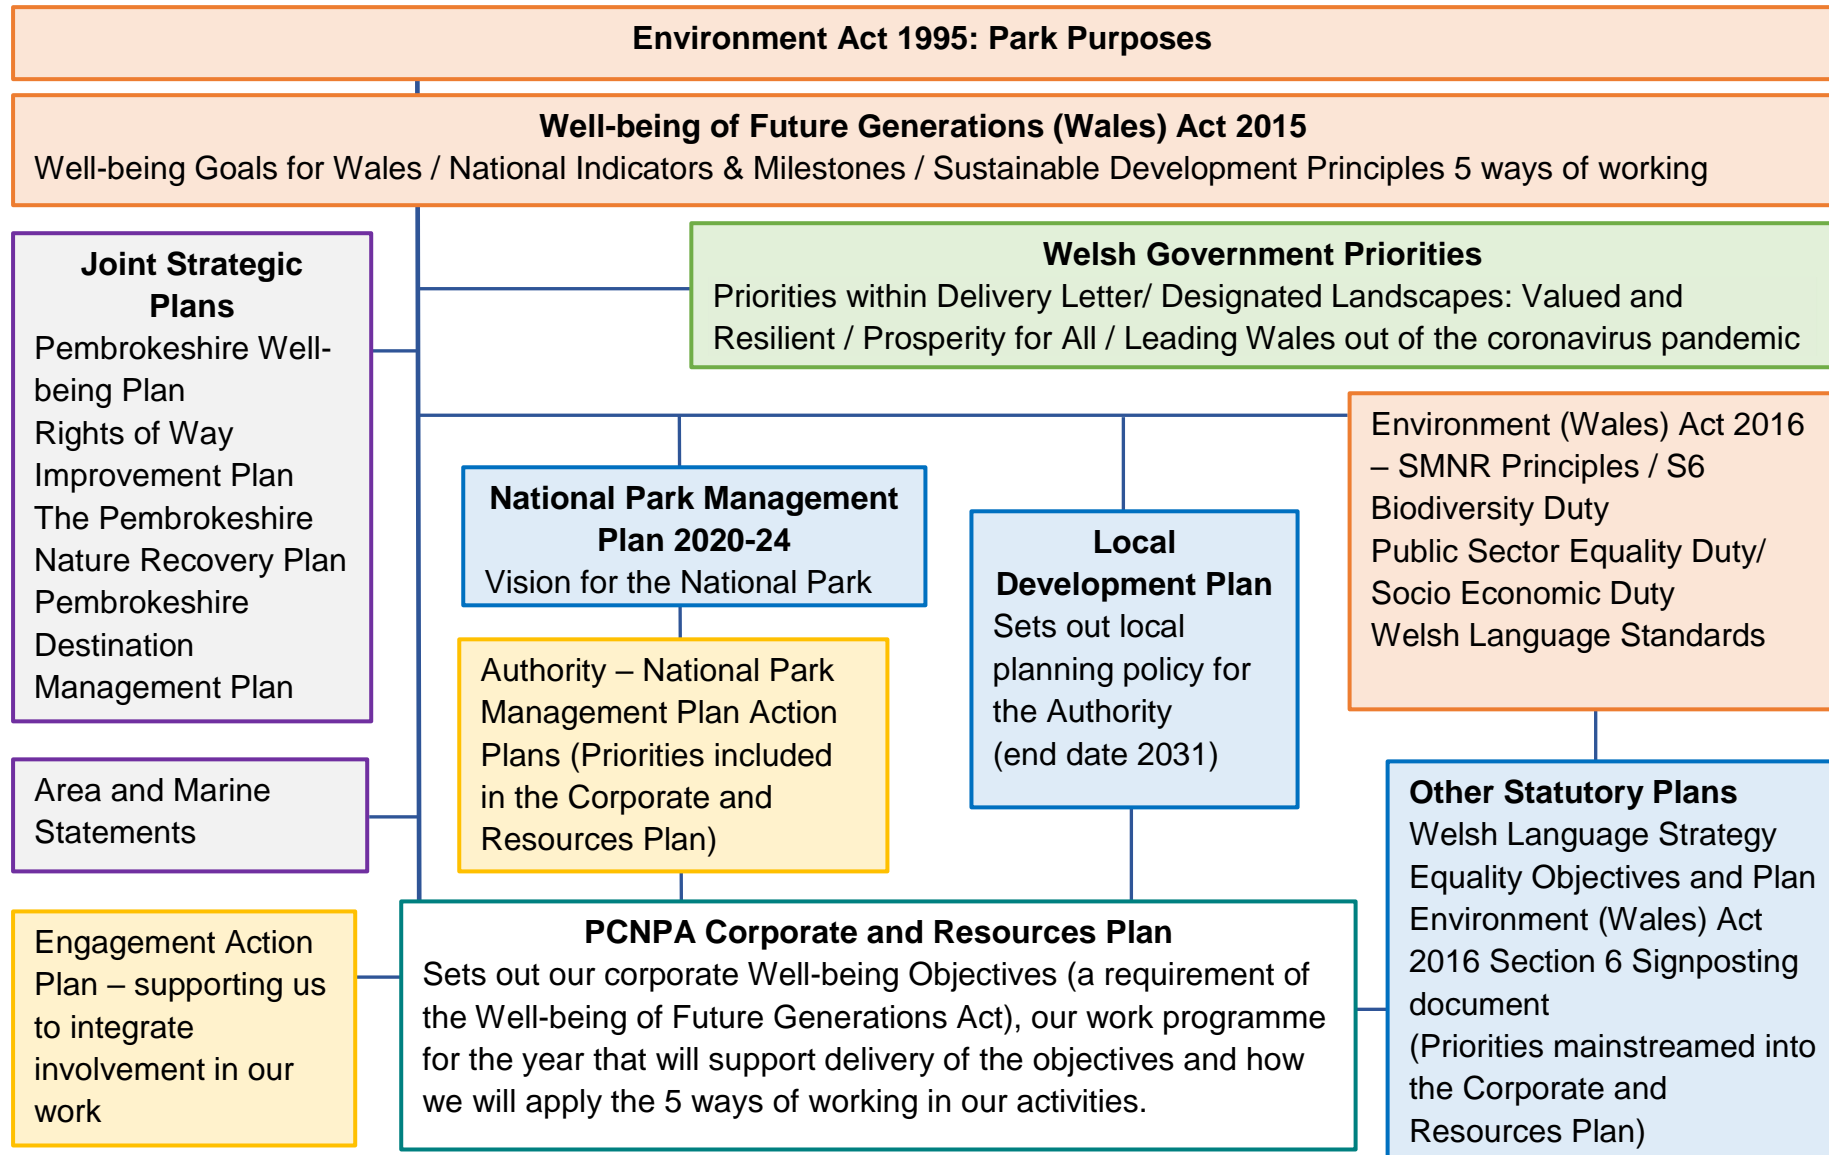 Environment Act 1995: Park Purposes
Well-being of Future Generations (Wales) Act 2015
Well-being Goals for Wales / National Indicators & Milestones / Sustainable Development Principles 5 ways of working
Joint Strategic
Plans
Pembrokeshire Well-
being Plan
Rights of Way
Improvement Plan
The Pembrokeshire
Nature Recovery Plan
Pembrokeshire
Destination
Management Plan
Welsh Government Priorities
Priorities within Delivery Letter/ Designated Landscapes: Valued and
Resilient / Prosperity for All / Leading Wales out of the coronavirus pandemic
National Park Management
Plan 2020-24
Vision for the National Park
Local
Development Plan
Sets out local
planning policy for
the Authority
(end date 2031)
Environment (Wales) Act 2016
– SMNR Principles / S6
Biodiversity Duty
Public Sector Equality Duty/
Socio Economic Duty
Welsh Language Standards
Authority – National Park
Management Plan Action
Plans (Priorities included
in the Corporate and
Resources Plan)
Area and Marine
Statements
Other Statutory Plans
Welsh Language Strategy
Equality Objectives and Plan
Environment (Wales) Act
2016 Section 6 Signposting
document
(Priorities mainstreamed into
the Corporate and
Resources Plan)
Engagement Action
Plan – supporting us
to integrate
involvement in our
work
PCNPA Corporate and Resources Plan
Sets out our corporate Well-being Objectives (a requirement of
the Well-being of Future Generations Act), our work programme
for the year that will support delivery of the objectives and how
we will apply the 5 ways of working in our activities.